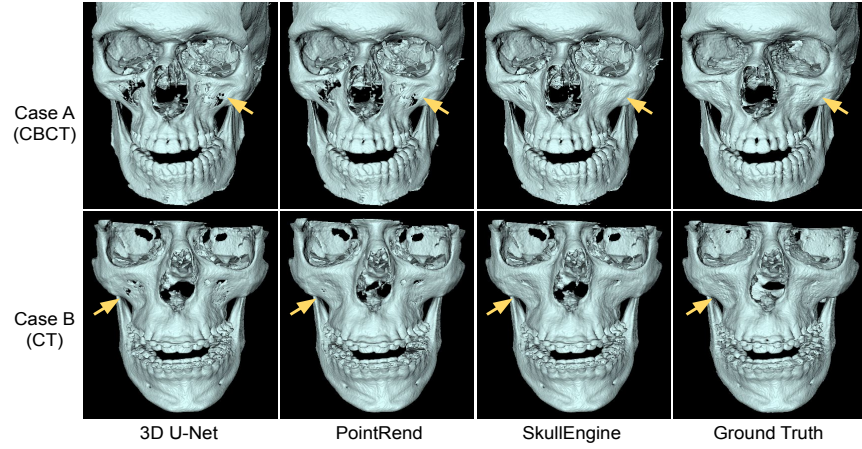 Case A
(CBCT)
Case B
(CT)
3D U-Net
PointRend
SkullEngine
Ground Truth